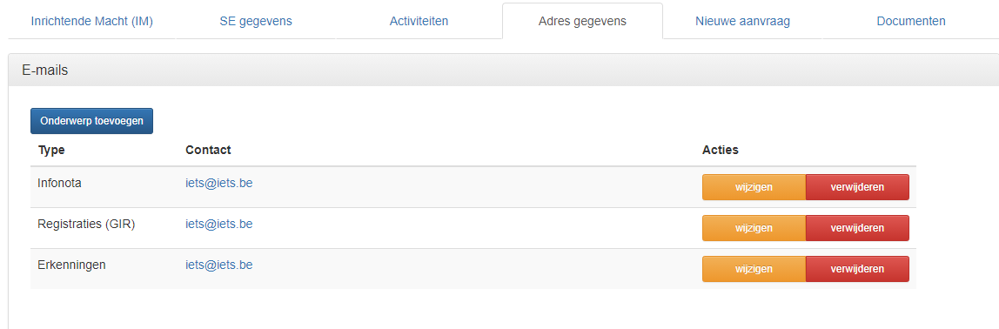 Inrichtende Macht (IM) SE gegevens Activiteiten Adres gegevens Nieuwe aanvraag Documenten
E-mails
Onderwerp toevoegen
Type Contact Acties
Infonota iets@iets.be wijzigen verwijderen
Registraties (GIR) iets@iets.be wijzigen verwijderen
Erkenningen iets@iets.be wijzigen verwijderen